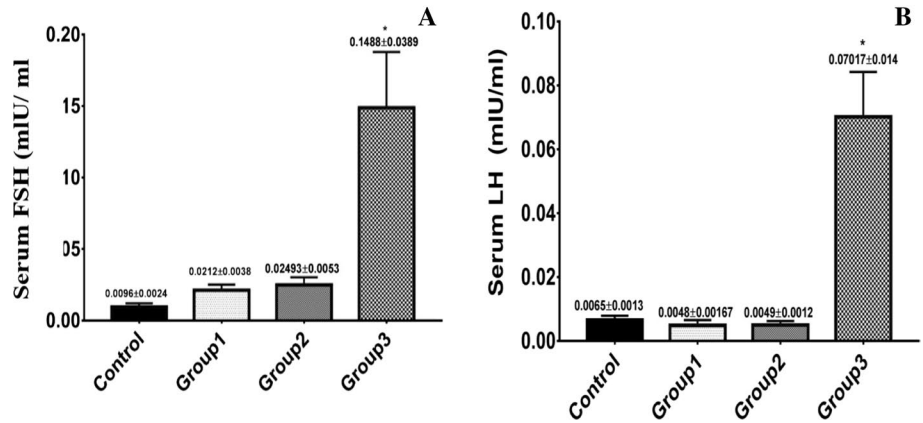 A
Serum FSH (mIU/ ml
0.20
15
10
05
0.00
*
0.1488±0.0389
0.0096±0.0024
0.0212±0.0038
0.02493±0.0053
Control
Group1
Group2
Group3
B
Serum LH (mIU/ml)
0.10
0.08
0.06
0.04
0.02
0.00
*
0.07017±0.014
0.0065±0.0013
0.0048±0.00167
0.0049±0.0012
Control
Group1
Group2
Group3